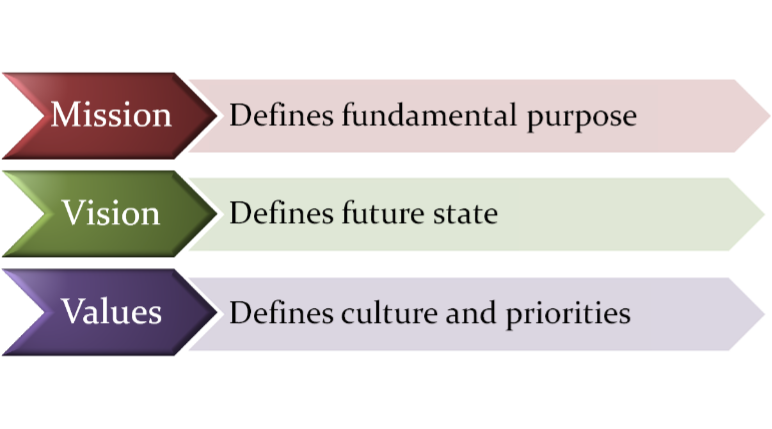 Mission
Defines fundamental purpose
Vision
Defines future state
Values
Defines culture and priorities